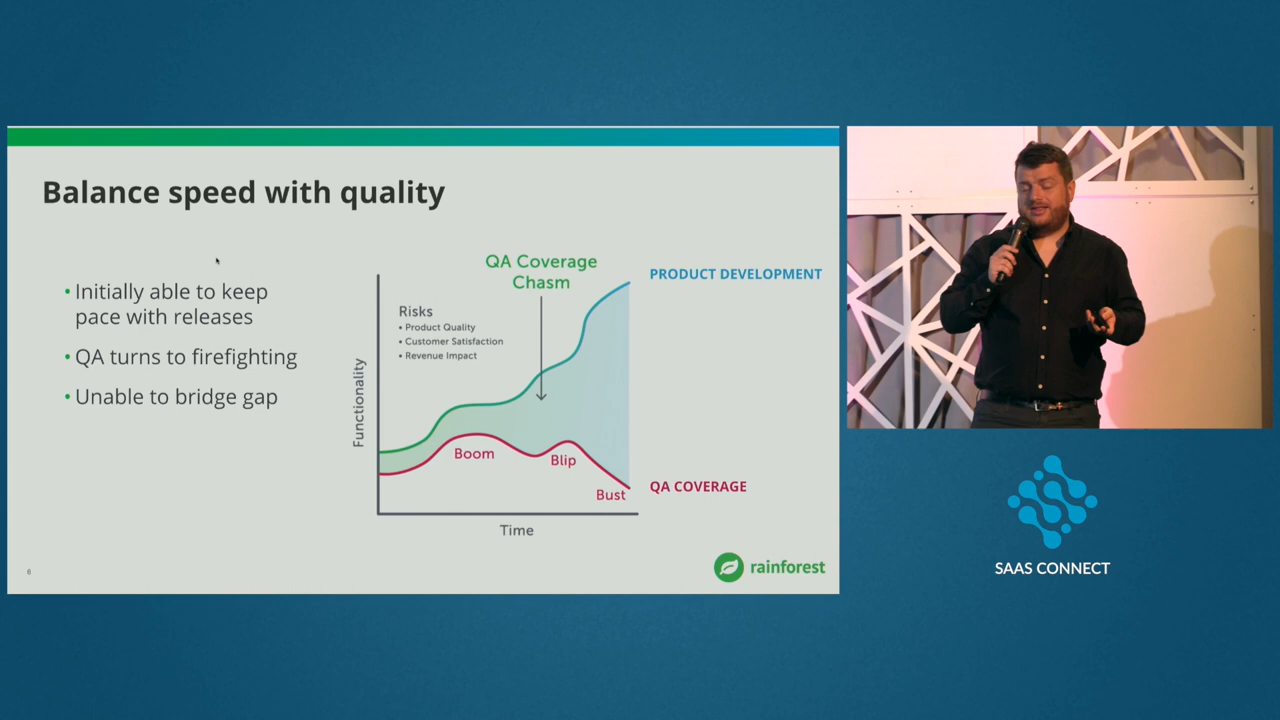 Balance speed with quality
• Initially able to keep
pace with releases
• QA turns to firefighting
• Unable to bridge gap
QA Coverage
Chasm
PRODUCT DEVELOPMENT
Risks
• Product Quality
• Customer Satisfaction
• Revenue Impact
Functionality
Boom
Blip
Bust
QA COVERAGE
Time
6
rainforest
SAAS CONNECT